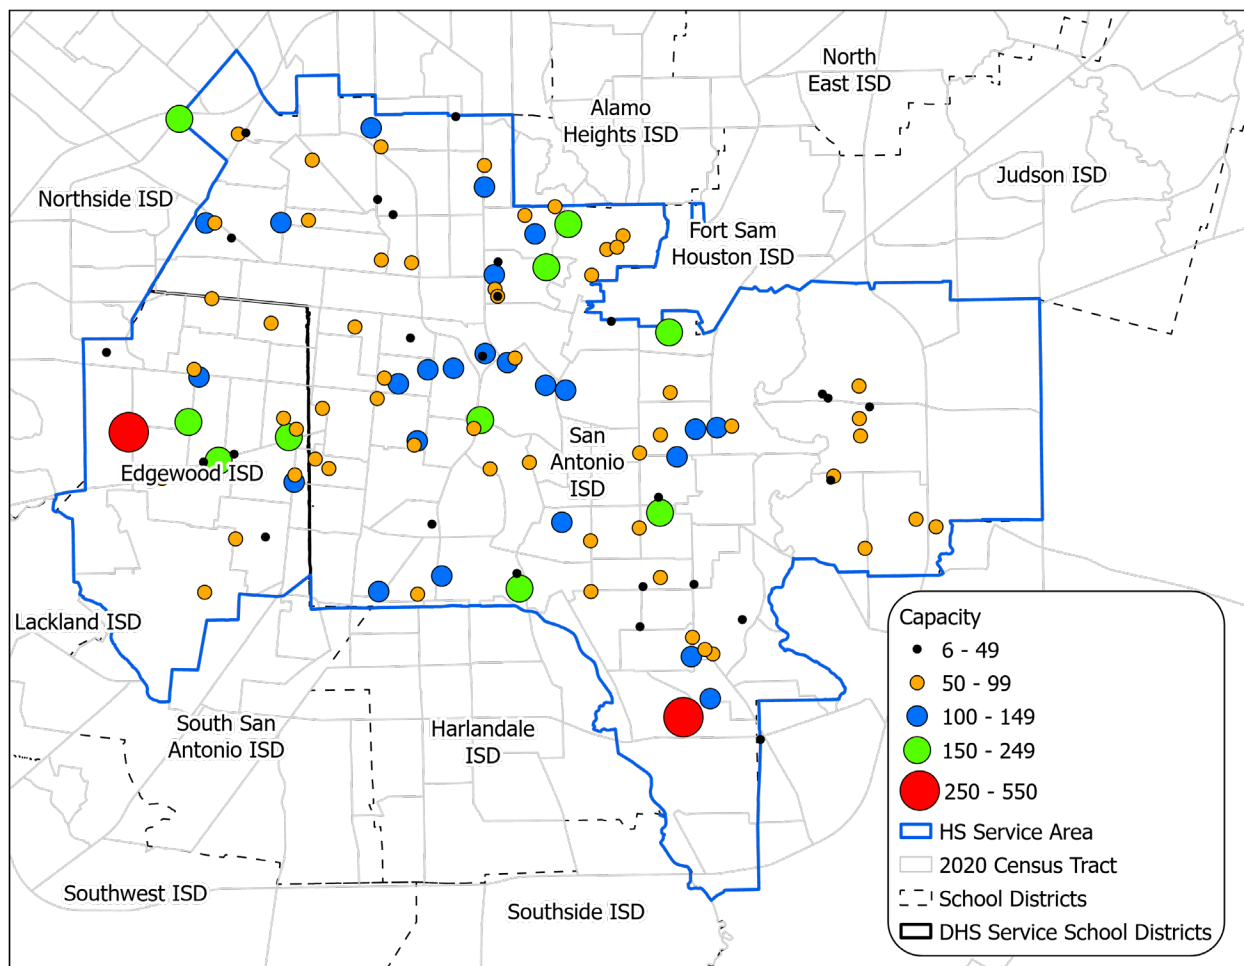 North
East ISD
Alamo
Heights ISD
Judson ISD
Northside ISD
Fort Sam
Houston ISD
San
Antonio
ISD
Edgewood ISD
Lackland ISD
South San
Antonio ISD
Harlandale
ISD
Southwest ISD
Southside ISD
Capacity
6 - 49
50 - 99
100 - 149
150 - 249
250 - 550
HS Service Area
2020 Census Tract
School Districts
DHS Service School Districts